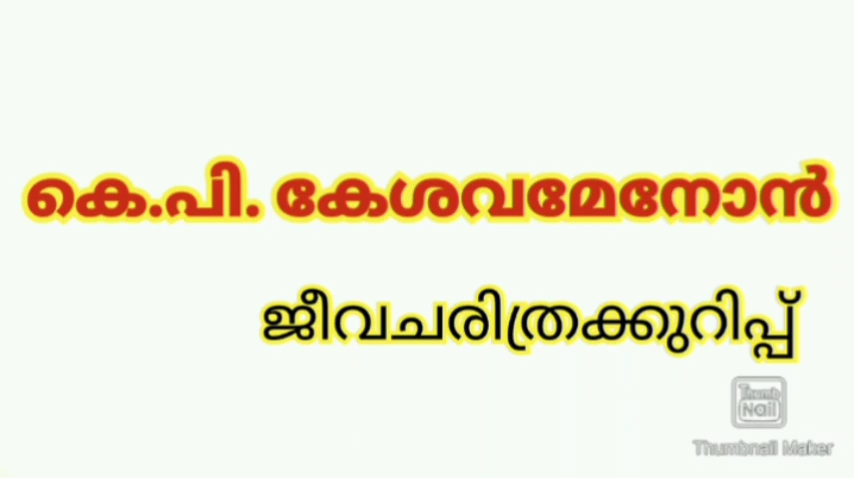 കെ.പി. കേശവമേനോൻ
ജീവചരിത്രക്കുറിപ്പ്
Thumb
Nail
Thumbnail Maker